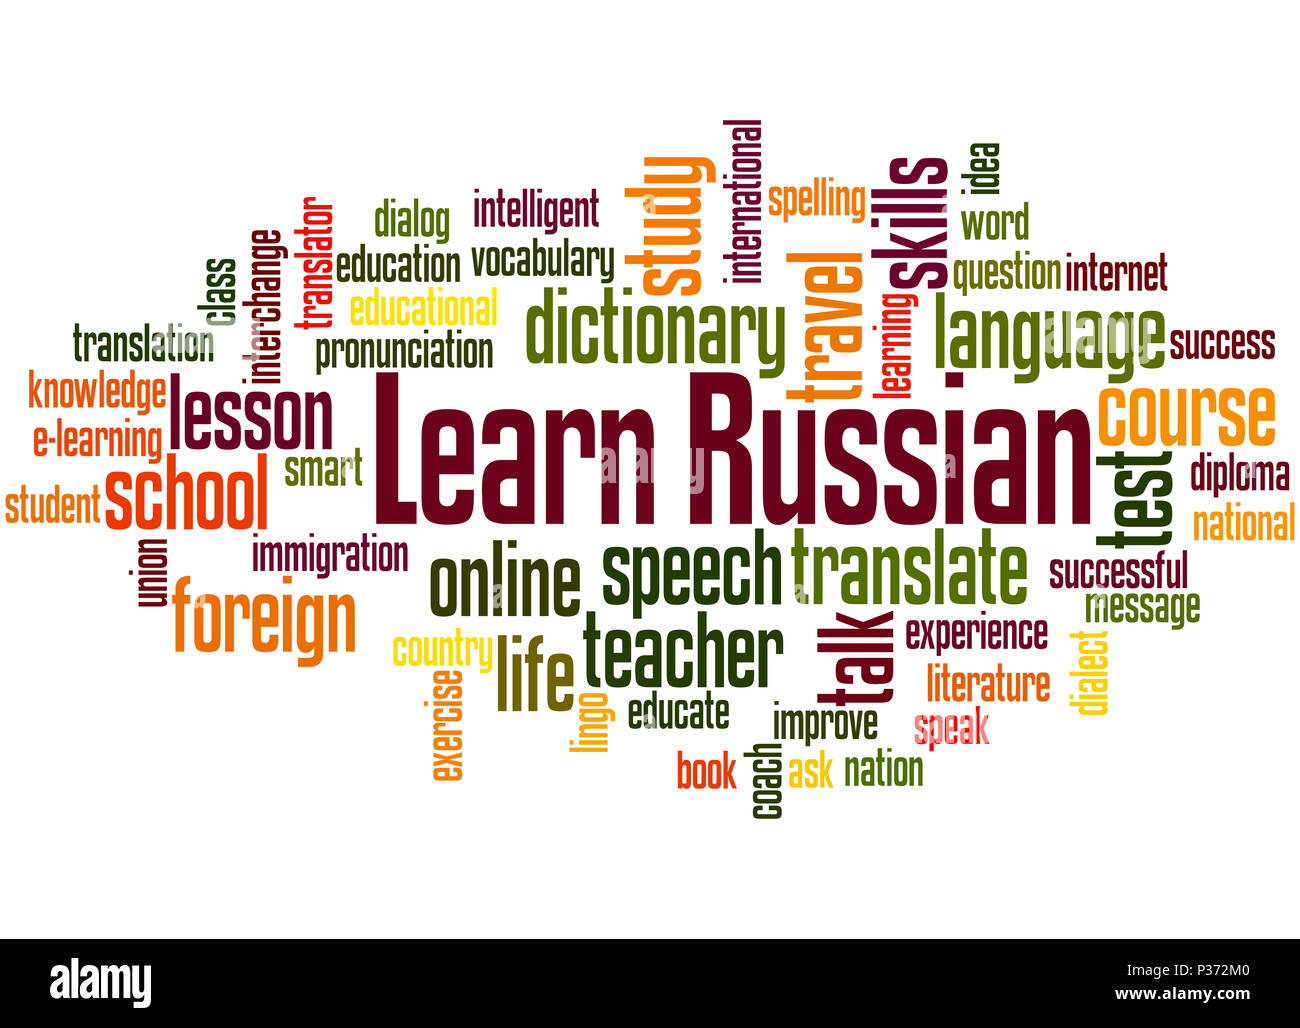 international
idea
study
skills
spelling
intelligent
dialog
translator
word
interchange
class
education
vocabulary
travel
question
internet
educational
dictionary
learning
language
translation
pronunciation
success
knowledge
lesson
Learn Russian
course
e-learning
smart
test
diploma
student
school
national
union
immigration
online
speech
translate
successful
foreign
message
country
life
teacher
talk
experience
dialect
exercise
lingo
educate
literature
improve
speak
book
coach
ask
nation
a
alamy
alamy
Image ID: P372M0
www.alamy.com